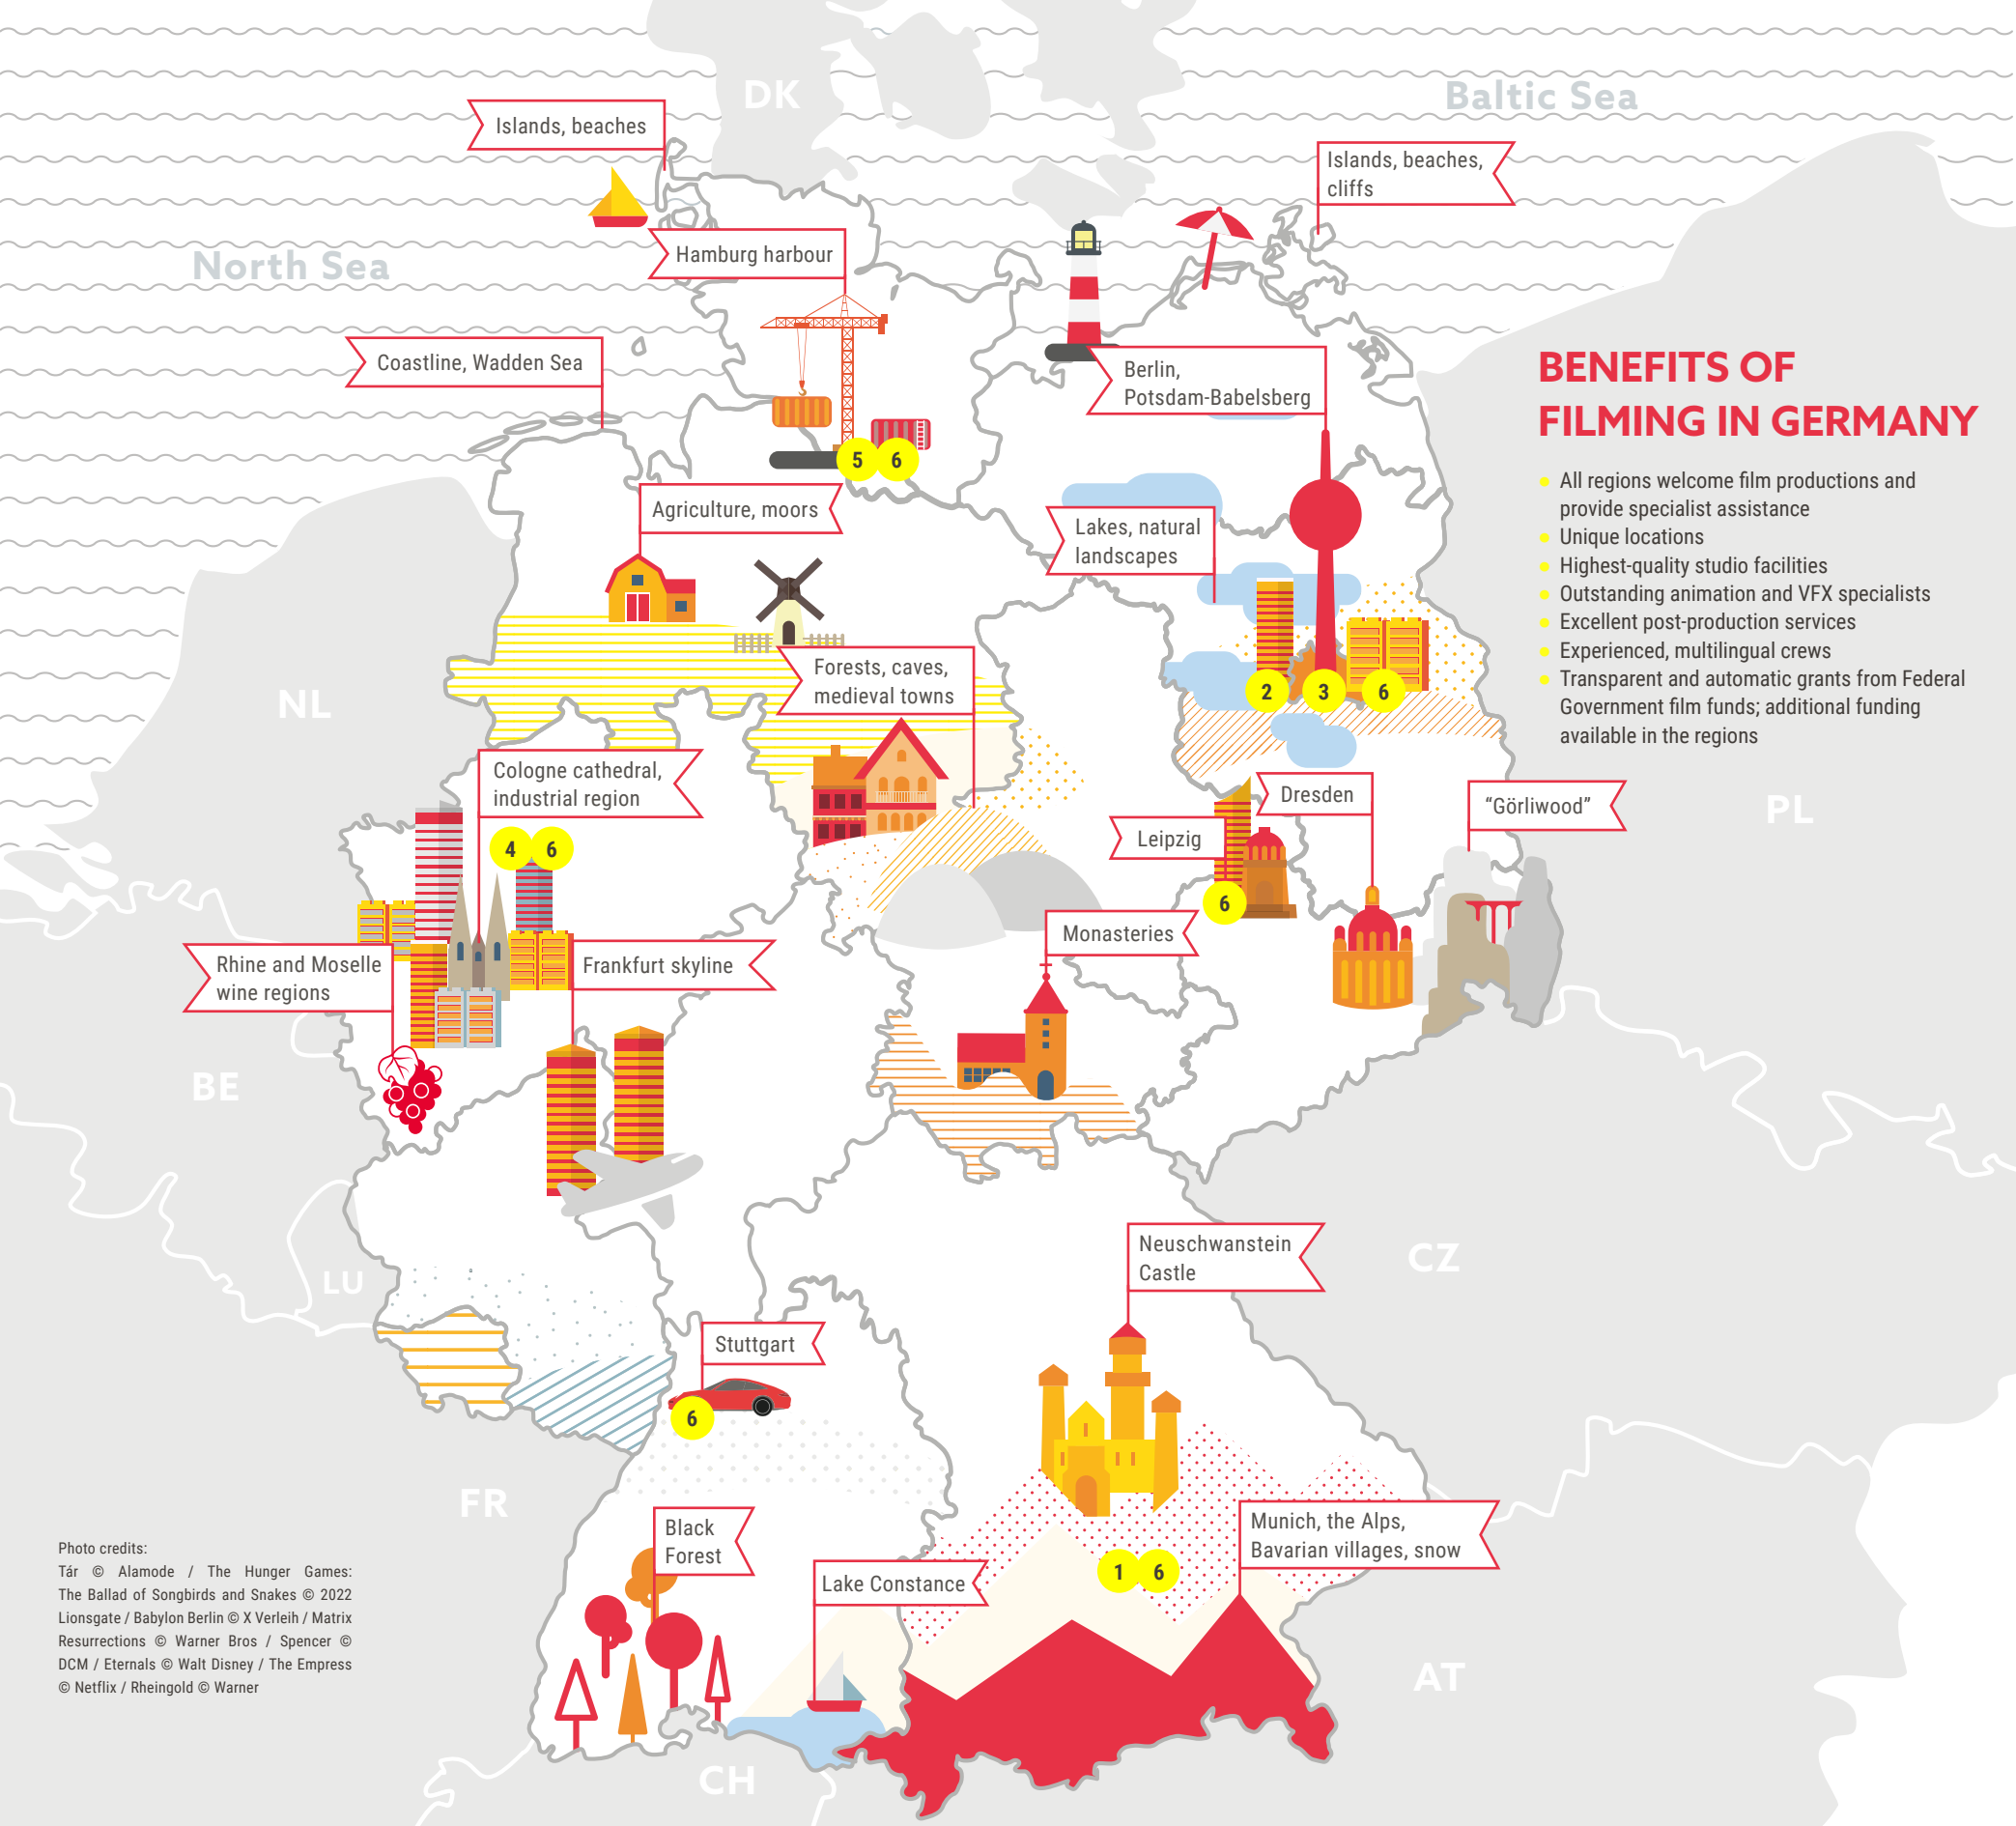 DK
Baltic Sea
Islands, beaches
Islands, beaches,
cliffs
North Sea
Hamburg harbour
Coastline, Wadden Sea
Berlin,
Potsdam-Babelsberg
BENEFITS OF
FILMING IN GERMANY
All regions welcome film productions and
provide specialist assistance
Unique locations
Highest-quality studio facilities
Outstanding animation and VFX specialists
Excellent post-production services
Experienced, multilingual crews
Transparent and automatic grants from Federal
Government film funds; additional funding
available in the regions
5 6
Agriculture, moors
Lakes, natural
landscapes
Forests, caves,
medieval towns
2 3 6
NL
Cologne cathedral,
industrial region
Dresden
"Görliwood"
PL
Leipzig
4 6
6
Monasteries
Rhine and Moselle
wine regions
Frankfurt skyline
BE
Neuschwanstein
Castle
CZ
LU
Stuttgart
6
FR
Black
Forest
Munich, the Alps,
Bavarian villages, snow
1 6
Lake Constance
Photo credits:
Tár © Alamode / The Hunger Games:
The Ballad of Songbirds and Snakes © 2022
Lionsgate / Babylon Berlin © X Verleih / Matrix
Resurrections © Warner Bros / Spencer ©
DCM / Eternals © Walt Disney / The Empress
© Netflix / Rheingold © Warner
AT
CH